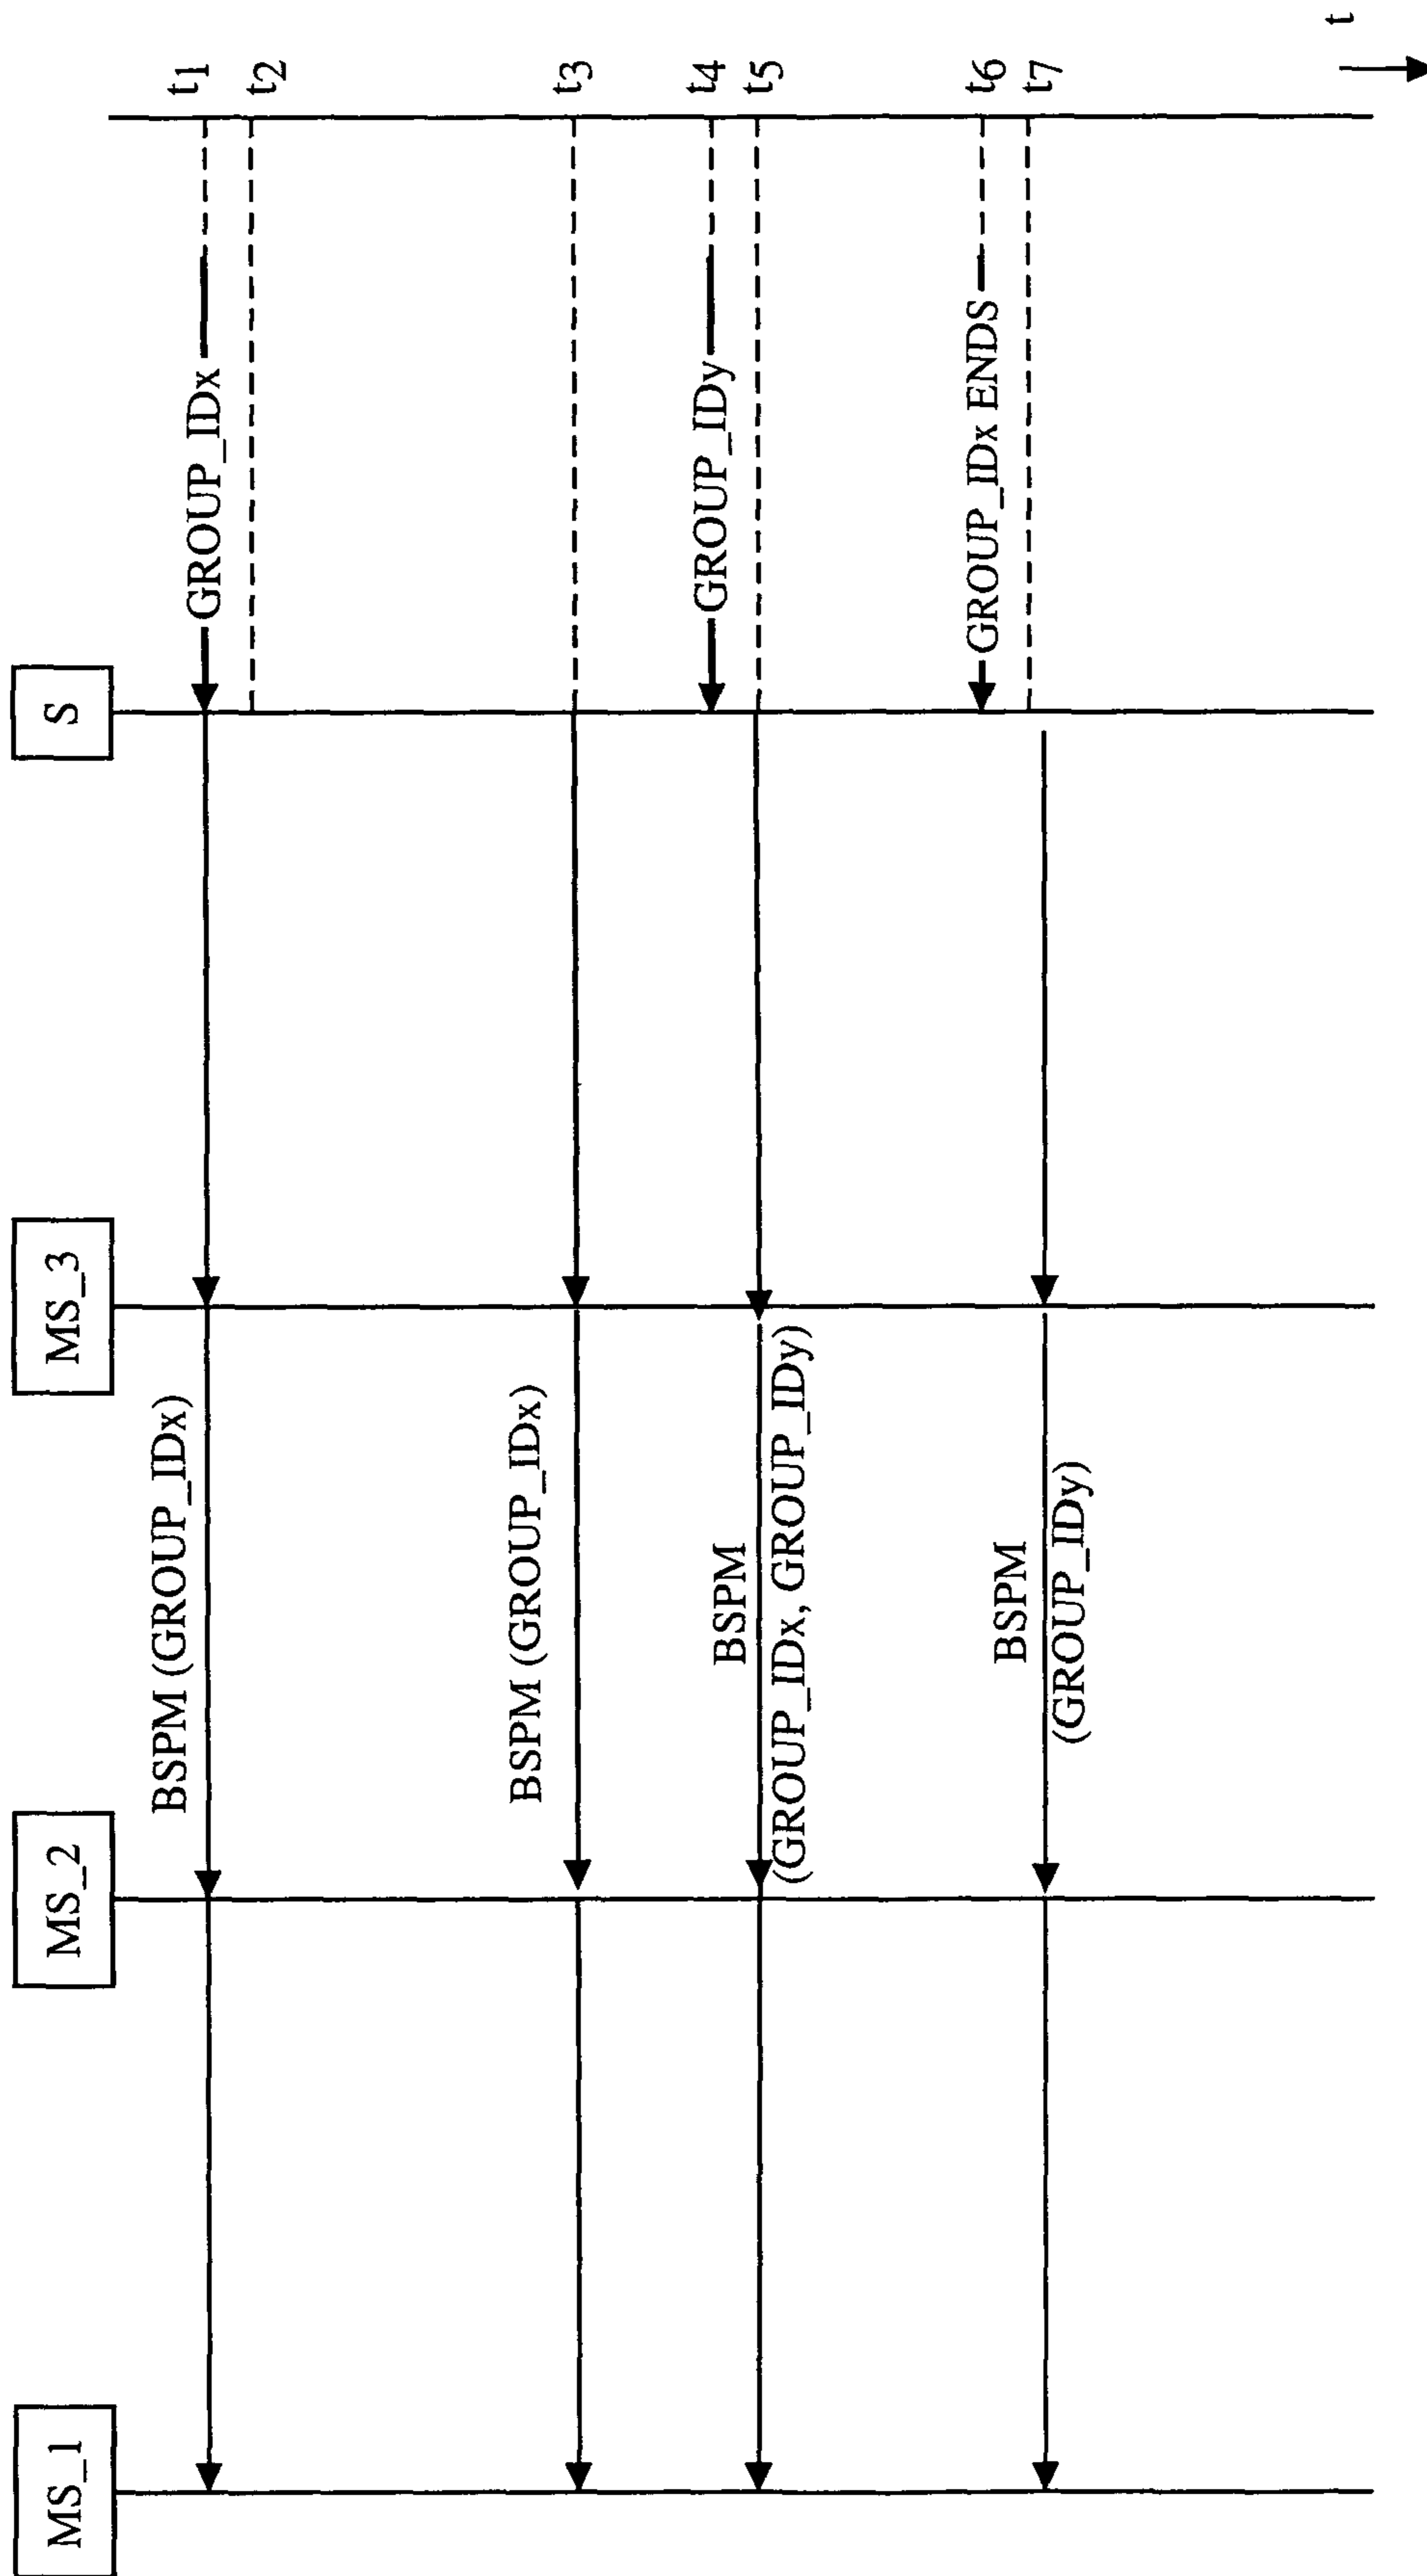 MS_1
MS_2
MS_3
S
GROUP_IDx
t1
BSPM (GROUP_IDx)
t2
BSPM (GROUP_IDx)
t3
GROUP_IDy
t4
BSPM
(GROUP_IDx, GROUP_IDy)
t5
GROUP_IDx ENDS
t6
BSPM
(GROUP_IDy)
t7
t